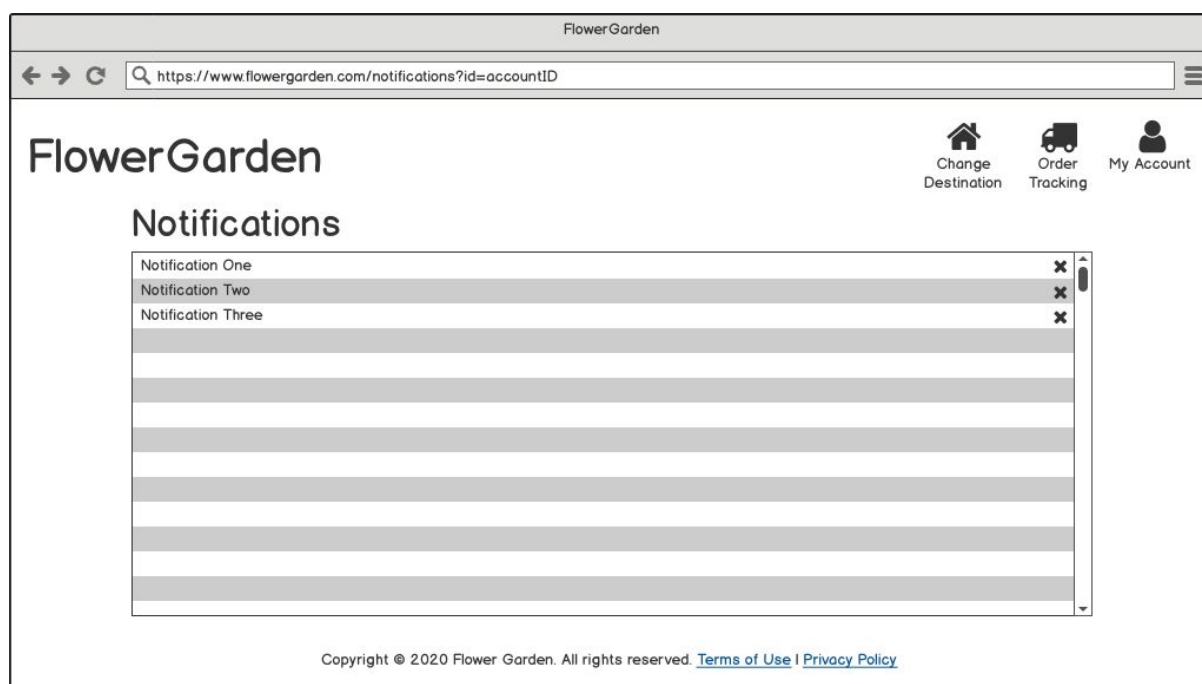 FlowerGarden
https://www.flowergarden.com/notifications?id=accountID
FlowerGarden
Change
Destination
Order
Tracking
My Account
Notifications
Notification One
Notification Two
Notification Three
Copyright © 2020 Flower Garden. All rights reserved. Terms of Use | Privacy Policy